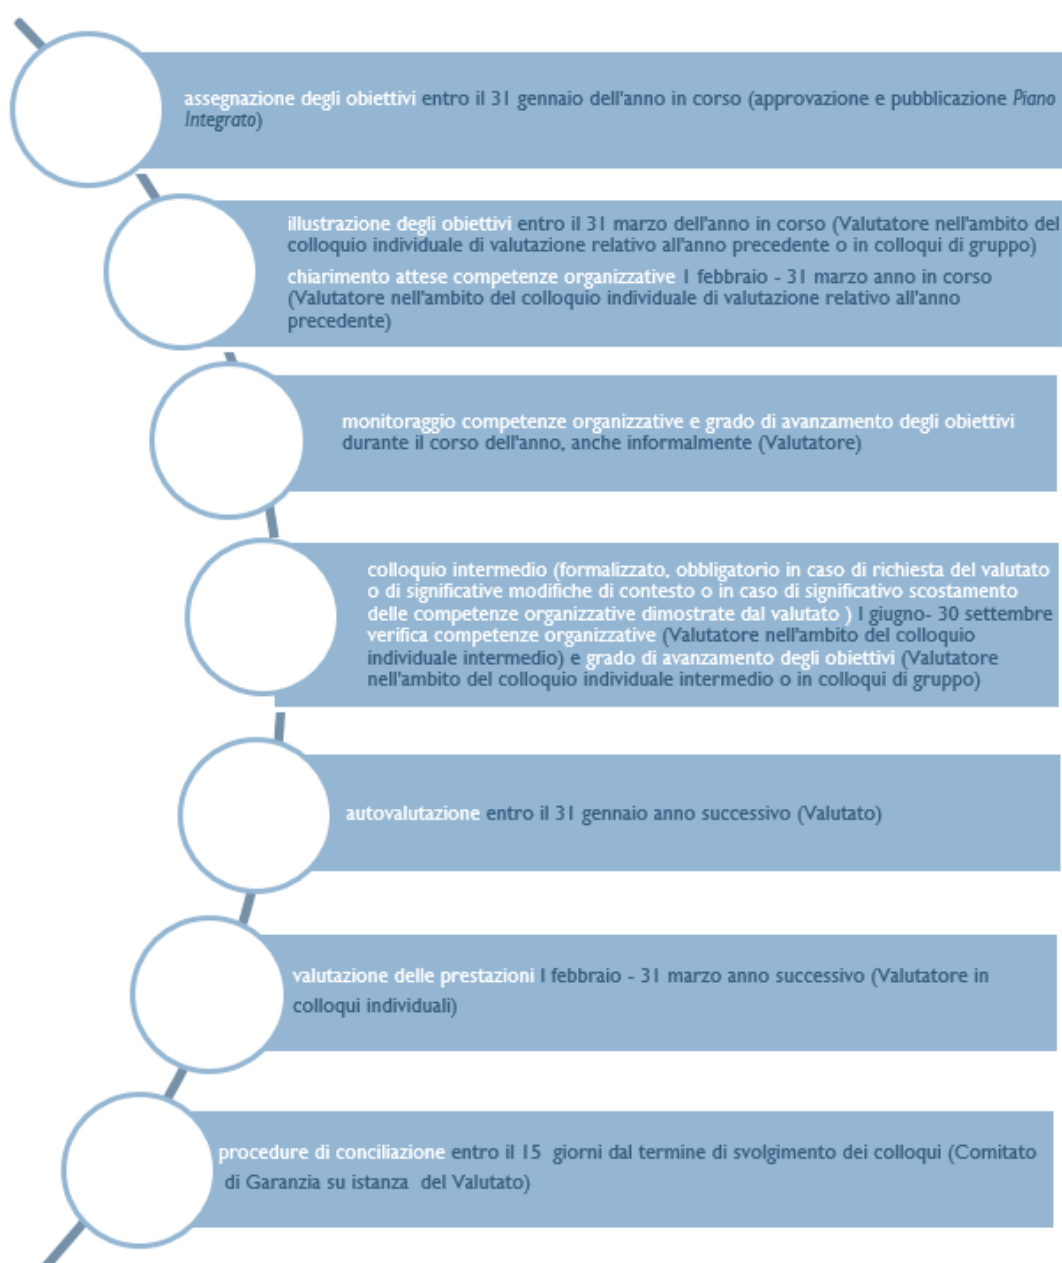 assegnazione degli obiettivi entro il 31 gennaio dell'anno in corso (approvazione e pubblicazione Piano
Integrato)
illustrazione degli obiettivi entro il 31 marzo dell'anno in corso (Valutatore nell'ambito del
colloquio individuale di valutazione relativo all'anno precedente o in colloqui di gruppo)
chiarimento attese competenze organizzative 1 febbraio - 31 marzo anno in corso
(Valutatore nell'ambito del colloquio individuale di valutazione relativo all'anno
precedente)
monitoraggio competenze organizzative e grado di avanzamento degli obiettivi
durante il corso dell'anno, anche informalmente (Valutatore)
colloquio intermedio (formalizzato, obbligatorio in caso di richiesta del valutato
o di significative modifiche di contesto o in caso di significativo scostamento
delle competenze organizzative dimostrate dal valutato ) 1 giugno- 30 settembre
verifica competenze organizzative (Valutatore nell'ambito del colloquio
individuale intermedio) e grado di avanzamento degli obiettivi (Valutatore
nell'ambito del colloquio individuale intermedio o in colloqui di gruppo)
autovalutazione entro il 31 gennaio anno successivo (Valutato)
valutazione delle prestazioni 1 febbraio - 31 marzo anno successivo (Valutatore in
colloqui individuali)
procedure di conciliazione entro il 15 giorni dal termine di svolgimento dei colloqui (Comitato
di Garanzia su istanza del Valutato)